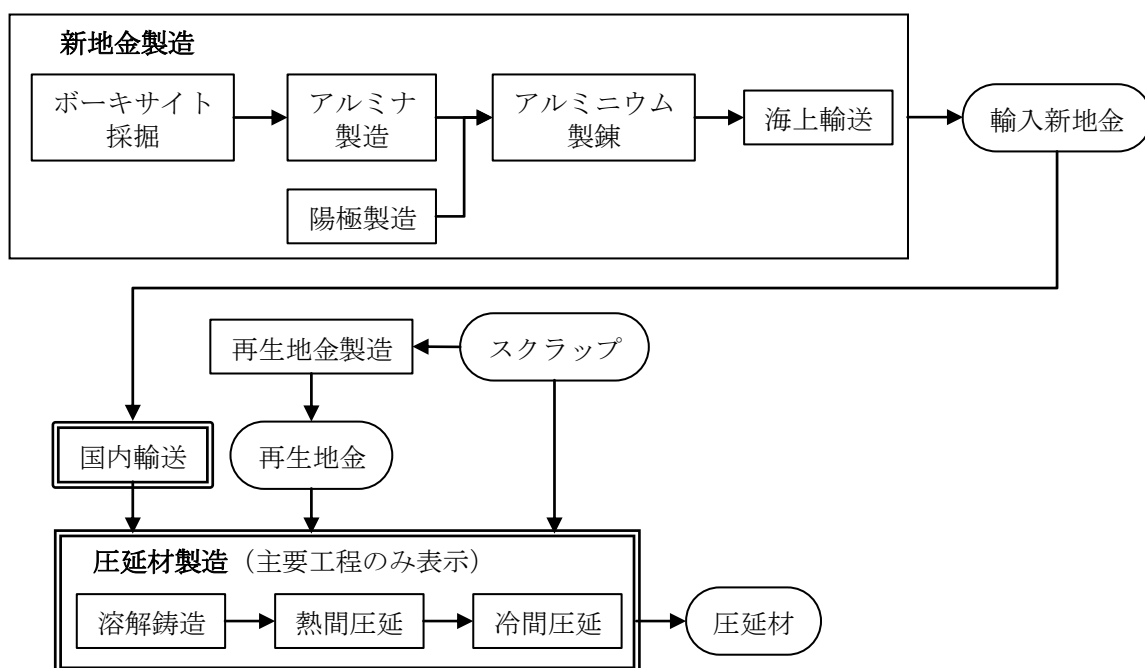 新地金製造
ボーキサイト
採掘
アルミナ
製造
アルミニウム
製錬
海上輸送
輸入新地金
陽極製造
再生地金製造
スクラップ
国内輸送
再生地金
圧延材製造（主要工程のみ表示）
溶解鋳造
熱間圧延
冷間圧延
圧延材